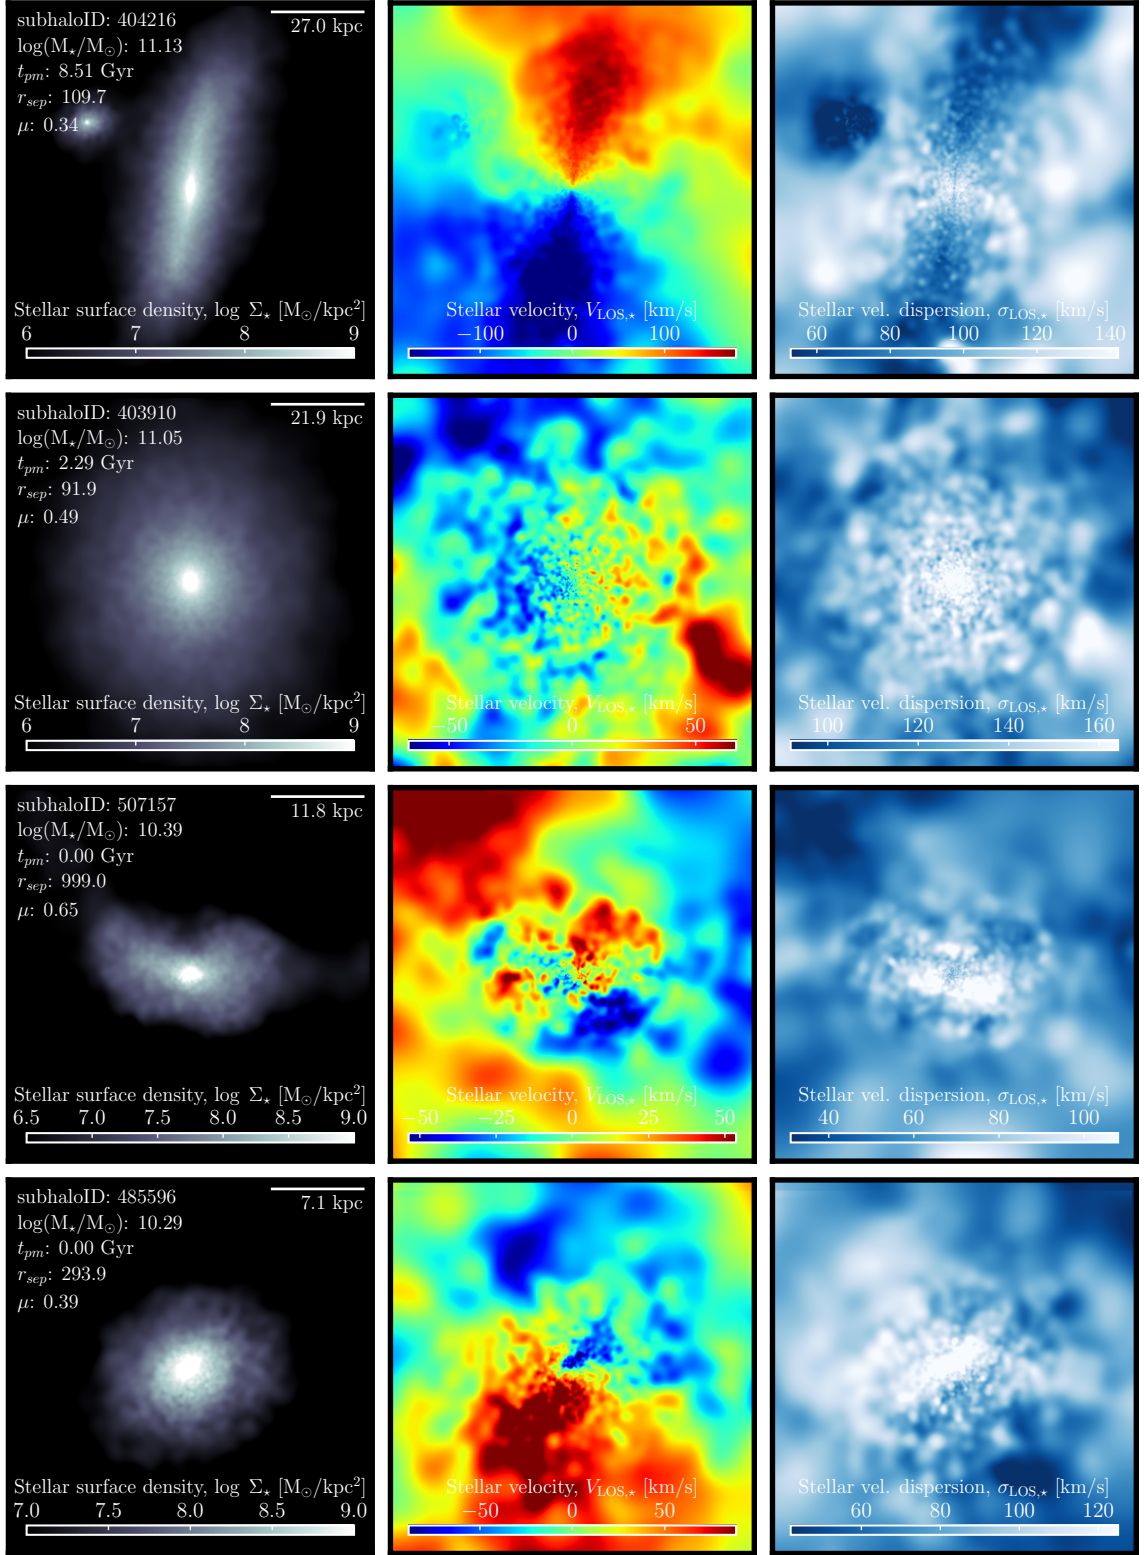 subhaloID: 404216
27.0 kpc
log(M⋆/M⊙): 11.13
t_pm: 8.51 Gyr
r_sep: 109.7
μ: 0.34
Stellar surface density, log Σ⋆ [M⊙/kpc²]
6 7 8 9
Stellar velocity, V_LOS,⋆ [km/s]
−100 0 100
Stellar vel. dispersion, σ_LOS,⋆ [km/s]
60 80 100 120 140
subhaloID: 403910
21.9 kpc
log(M⋆/M⊙): 11.05
t_pm: 2.29 Gyr
r_sep: 91.9
μ: 0.49
Stellar surface density, log Σ⋆ [M⊙/kpc²]
6 7 8 9
Stellar velocity, V_LOS,⋆ [km/s]
−50 0 50
Stellar vel. dispersion, σ_LOS,⋆ [km/s]
100 120 140 160
subhaloID: 507157
11.8 kpc
log(M⋆/M⊙): 10.39
t_pm: 0.00 Gyr
r_sep: 999.0
μ: 0.65
Stellar surface density, log Σ⋆ [M⊙/kpc²]
6.5 7.0 7.5 8.0 8.5 9.0
Stellar velocity, V_LOS,⋆ [km/s]
−50 −25 0 25 50
Stellar vel. dispersion, σ_LOS,⋆ [km/s]
40 60 80 100
subhaloID: 485596
7.1 kpc
log(M⋆/M⊙): 10.29
t_pm: 0.00 Gyr
r_sep: 293.9
μ: 0.39
Stellar surface density, log Σ⋆ [M⊙/kpc²]
7.0 7.5 8.0 8.5 9.0
Stellar velocity, V_LOS,⋆ [km/s]
−50 0 50
Stellar vel. dispersion, σ_LOS,⋆ [km/s]
60 80 100 120